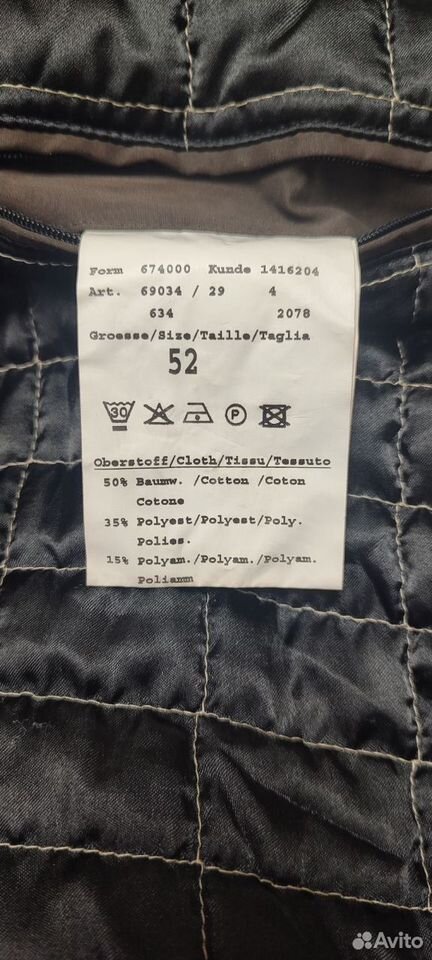 Form 674000 Kunde 1416204
Art. 69034 / 29 4
634 2078
Groesse/Size/Taille/Taglia
52
30 P
Oberstoff/Cloth/Tissu/Tessuto
50% Baumw. /Cotton /Coton
Cotone
35% Polyest/Polyest/Poly.
Polies.
15% Polyam./Polyam./Polyam.
Poliamm
Avito